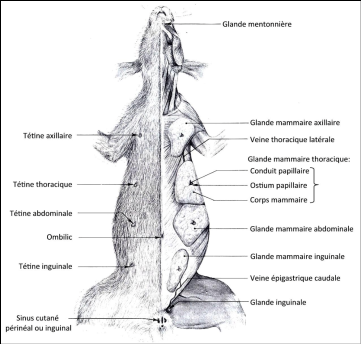 Glande mentonnière
Glande mammaire axillaire
Tétine axillaire
Veine thoracique latérale
Glande mammaire thoracique:
Conduit papillaire
Tétine thoracique
Ostium papillaire
Corps mammaire
Tétine abdominale
Glande mammaire abdominale
Ombilic
Glande mammaire inguinale
Tétine inguinale
Veine épigastrique caudale
Glande inguinale
Sinus cutané
périnéal ou inguinal